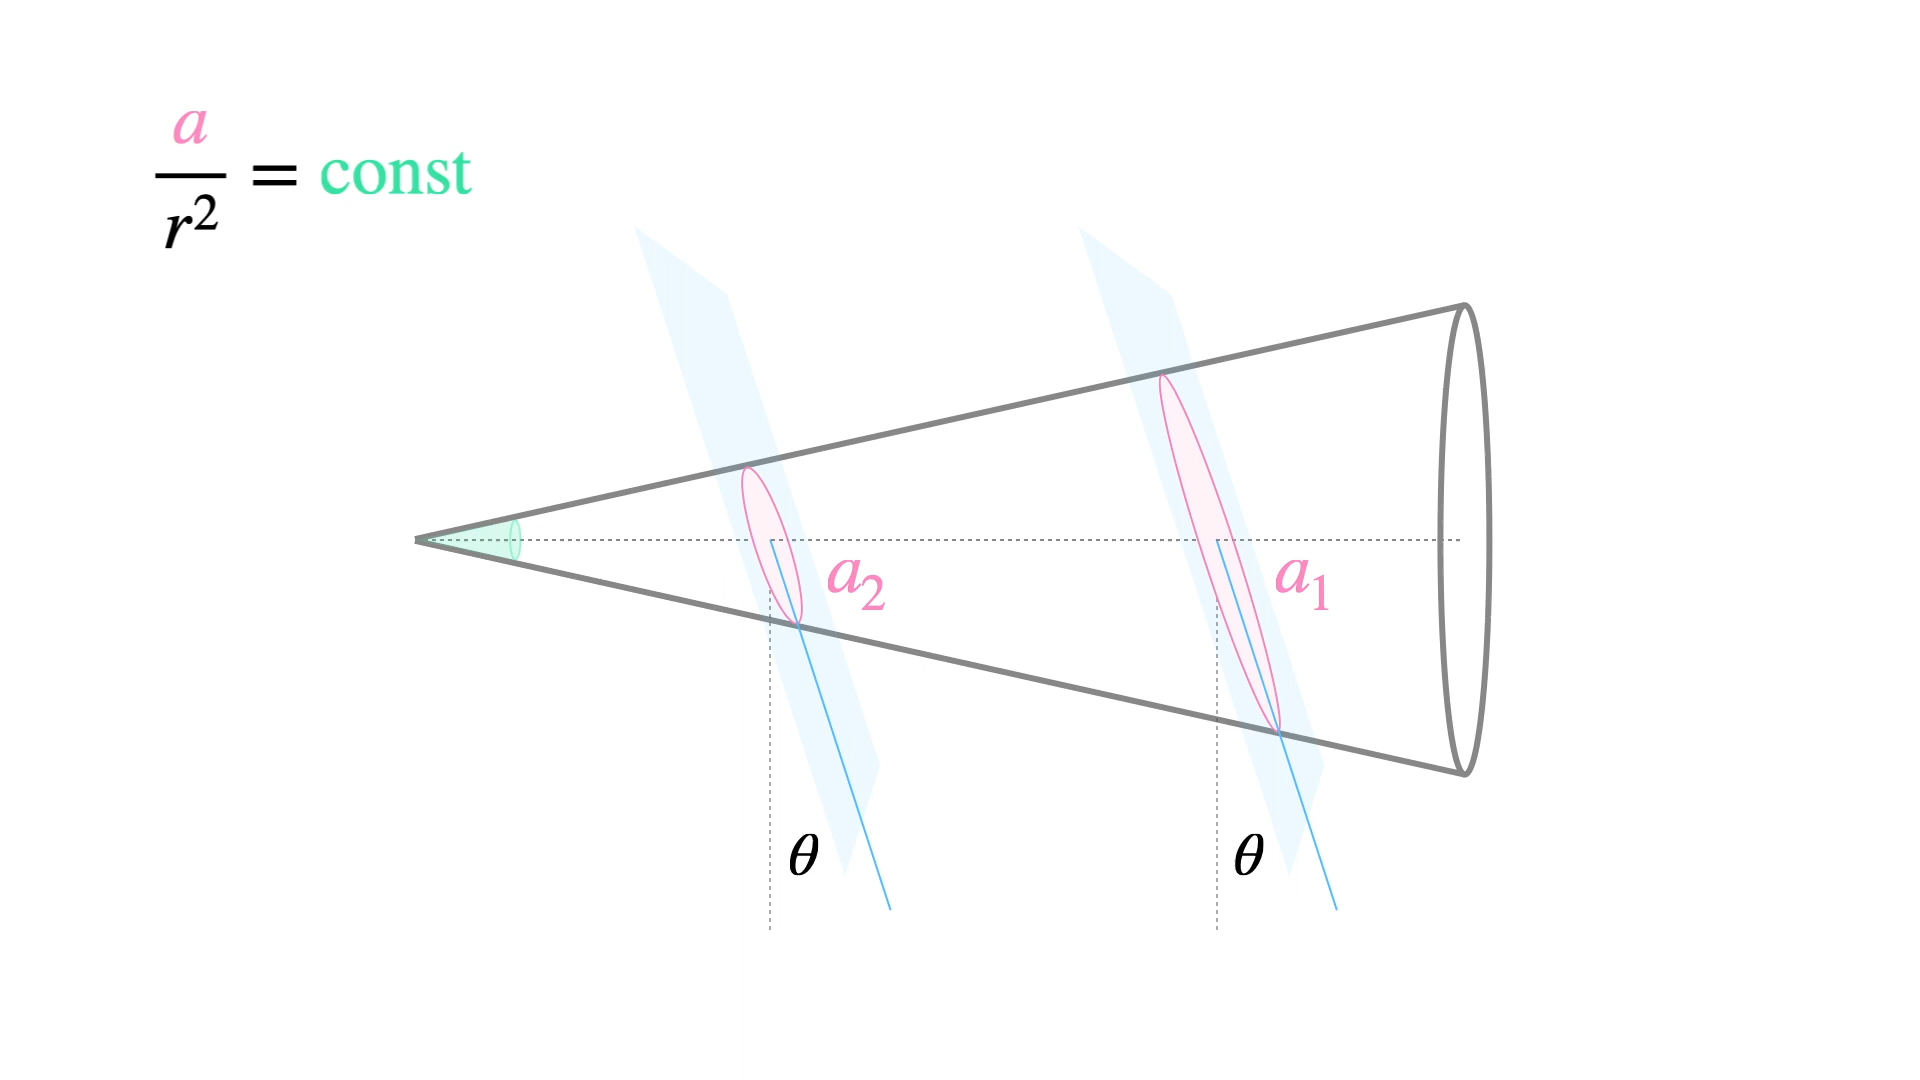 a/r² = const
a₂ a₁
θ θ